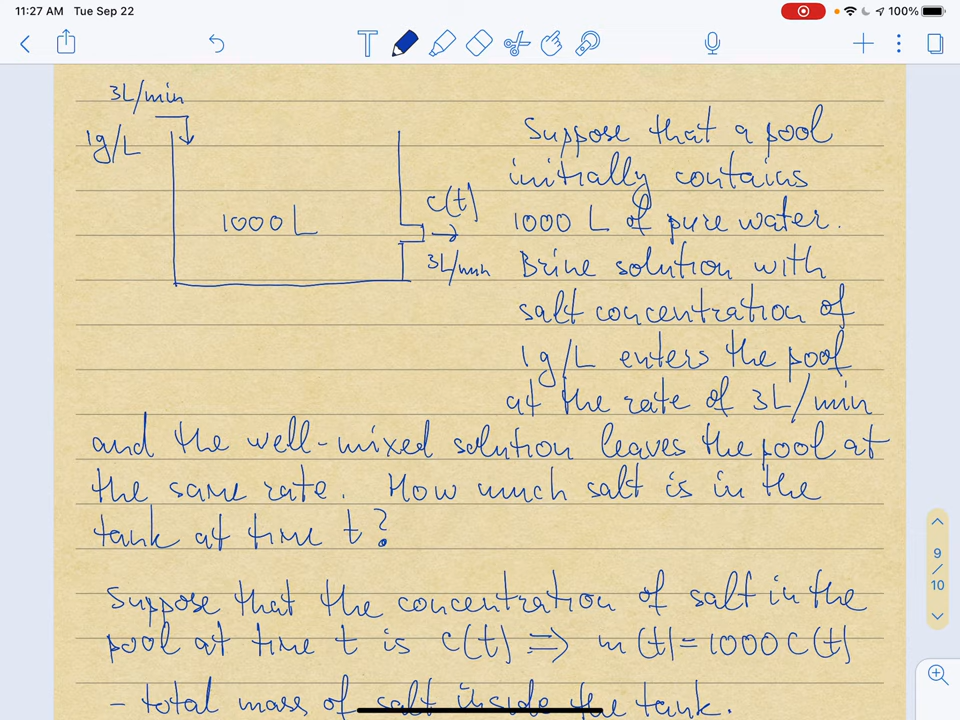 11:27 AM Tue Sep 22
100%
T
3L/min
1g/L
1000 L
c(t)
3L/min
Suppose that a pool
initially contains
1000 L of pure water.
Brine solution with
salt concentration of
1g/L enters the pool
at the rate of 3L/min
and the well-mixed solution leaves the pool at
the same rate. How much salt is in the
tank at time t?
Suppose that the concentration of salt in the
pool at time t is c(t) ⇒ m(t) = 1000 c(t)
- total mass of salt inside the tank.
9
/
10